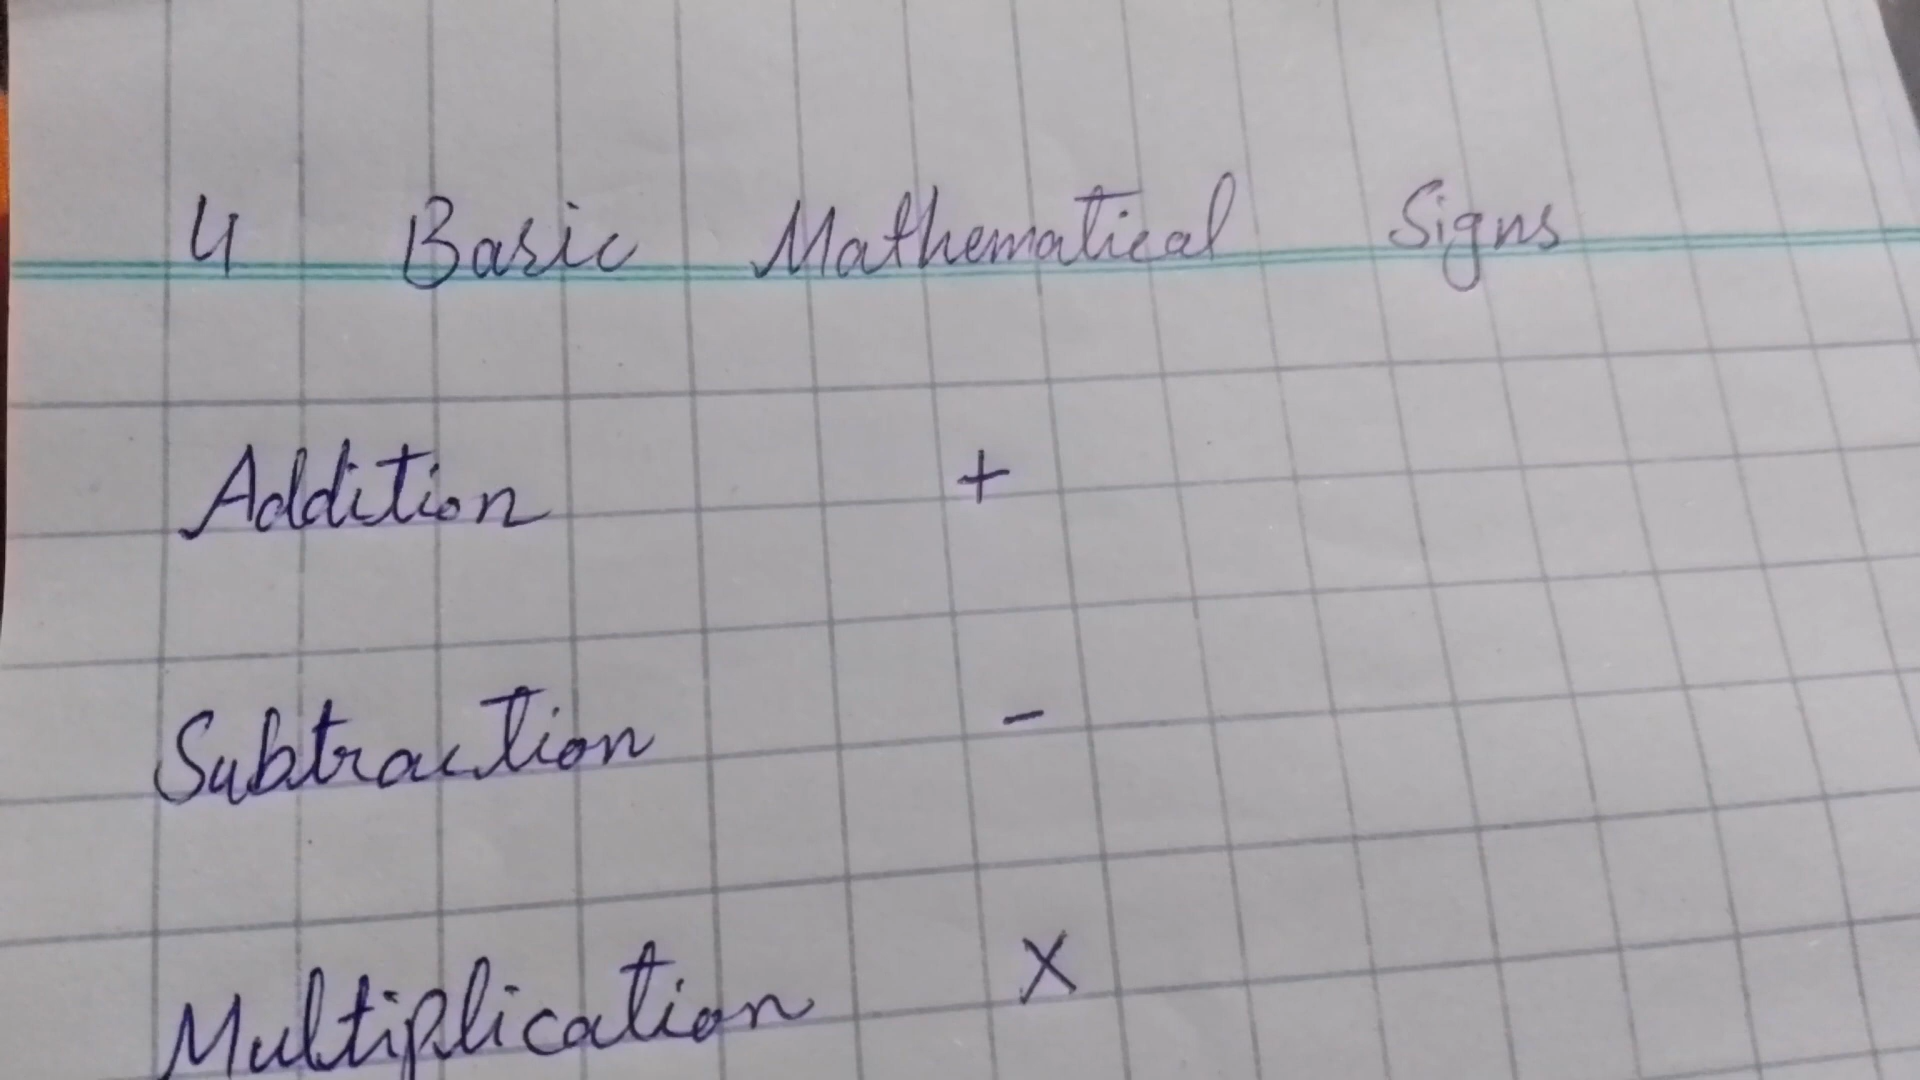 4 Basic Mathematical Signs
Addition +
Subtraction -
Multiplication X